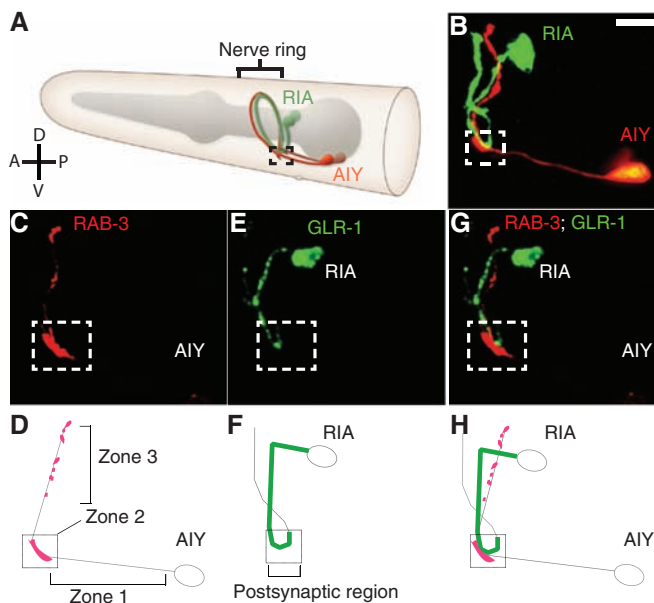 A
Nerve ring
RIA
AIY
D
A P
V
B
RIA
AIY
C
RAB-3
AIY
E
GLR-1
RIA
AIY
G
RAB-3; GLR-1
RIA
AIY
D
Zone 3
Zone 2
AIY
Zone 1
F
RIA
Postsynaptic region
H
RIA
AIY